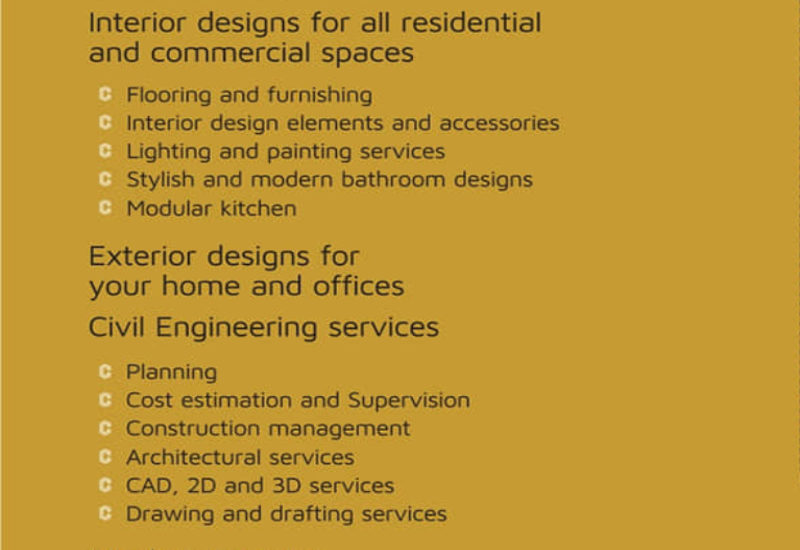 Interior designs for all residential
and commercial spaces
Flooring and furnishing
Interior design elements and accessories
Lighting and painting services
Stylish and modern bathroom designs
Modular kitchen
Exterior designs for
your home and offices
Civil Engineering services
Planning
Cost estimation and Supervision
Construction management
Architectural services
CAD, 2D and 3D services
Drawing and drafting services